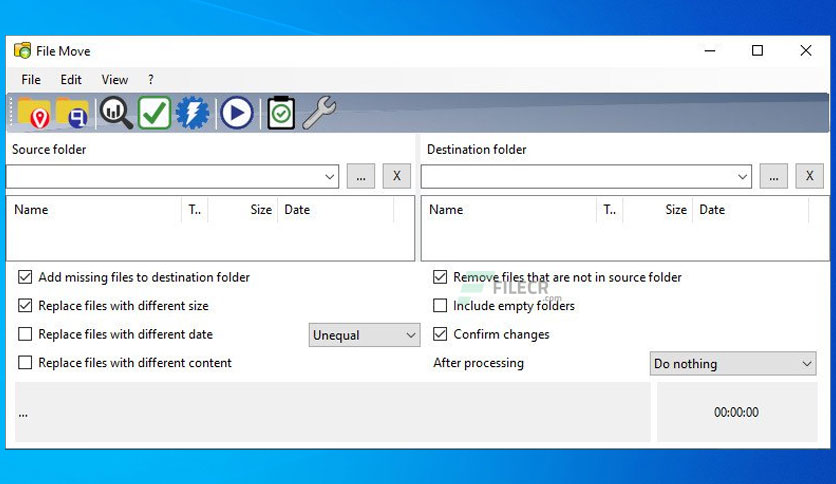 File Move
File Edit View ?
Source folder
Destination folder
... X
... X
Name T.. Size Date
Name T.. Size Date
Add missing files to destination folder
Remove files that are not in source folder
Replace files with different size
Include empty folders
Replace files with different date Unequal
Confirm changes
Replace files with different content
After processing Do nothing
FILECR
.com
...
00:00:00